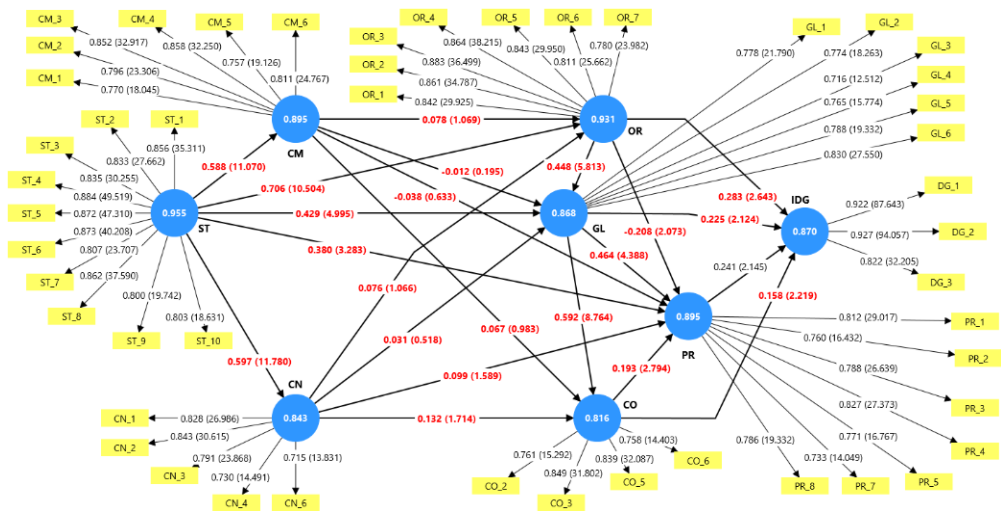 CM_3
CM_4
CM_5
CM_6
CM_2
CM_1
0.852 (32.917)
0.858 (32.250)
0.757 (19.126)
0.811 (24.767)
0.796 (23.306)
0.770 (18.045)
0.895
CM
OR_4
OR_5
OR_6
OR_7
OR_3
OR_2
OR_1
0.864 (38.215)
0.843 (29.950)
0.780 (23.982)
0.811 (25.662)
0.883 (36.499)
0.861 (34.787)
0.842 (29.925)
0.931
OR
GL_1
GL_2
GL_3
GL_4
GL_5
GL_6
0.778 (21.790)
0.774 (18.263)
0.716 (12.512)
0.765 (15.774)
0.788 (19.332)
0.830 (27.550)
0.078 (1.069)
ST_2
ST_1
ST_3
ST_4
ST_5
ST_6
ST_7
ST_8
ST_9
ST_10
0.856 (35.311)
0.833 (27.662)
0.835 (30.255)
0.884 (49.519)
0.872 (47.310)
0.873 (40.208)
0.807 (23.707)
0.862 (37.590)
0.800 (19.742)
0.803 (18.631)
0.955
ST
0.588 (11.070)
0.706 (10.504)
-0.012 (0.195)
0.448 (5.813)
-0.038 (0.633)
0.429 (4.995)
0.868
GL
0.283 (2.643)
0.225 (2.124)
IDG
0.870
DG_1
0.922 (87.643)
0.927 (94.057)
DG_2
0.822 (32.205)
DG_3
-0.208 (2.073)
0.380 (3.283)
0.464 (4.388)
0.241 (2.145)
0.158 (2.219)
0.076 (1.066)
0.031 (0.518)
0.067 (0.983)
0.592 (8.764)
0.895
PR
0.812 (29.017)
PR_1
0.760 (16.432)
PR_2
0.788 (26.639)
PR_3
0.827 (27.373)
PR_4
0.771 (16.767)
PR_5
0.733 (14.049)
PR_7
0.786 (19.332)
PR_8
0.597 (11.780)
0.099 (1.589)
0.193 (2.794)
CN
0.843
0.132 (1.714)
CO
0.816
CN_1
0.828 (26.986)
CN_2
0.843 (30.615)
CN_3
0.791 (23.868)
0.730 (14.491)
0.715 (13.831)
CN_4
CN_6
0.761 (15.292)
0.758 (14.403)
0.839 (32.087)
0.849 (31.802)
CO_6
CO_2
CO_5
CO_3